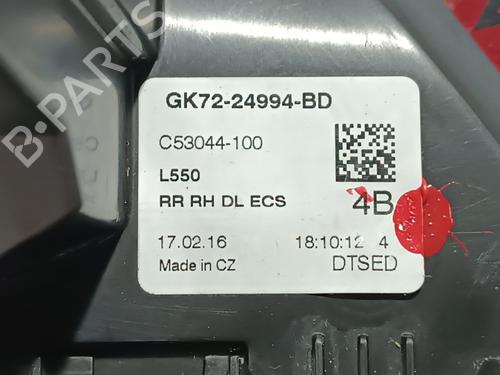 GK72-24994-BD
C53044-100
L550
RR RH DL ECS
4B
17.02.16 18:10:12 4
Made in CZ DTSED
B-PARTS